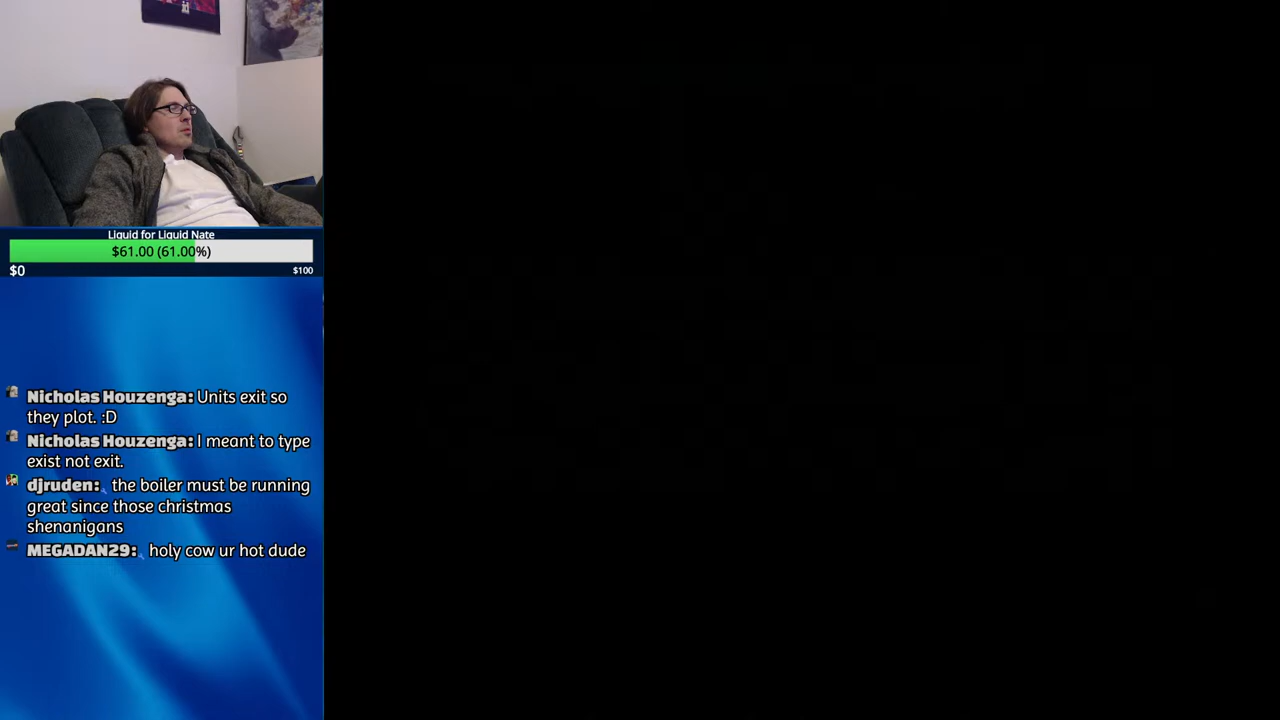 Liquid for Liquid Nate
$61.00 (61.00%)
$0
$100
Nicholas Houzenga: Units exit so
they plot. :D
Nicholas Houzenga: I meant to type
exist not exit.
djruden: the boiler must be running
great since those christmas
shenanigans
MEGADAN29: holy cow ur hot dude